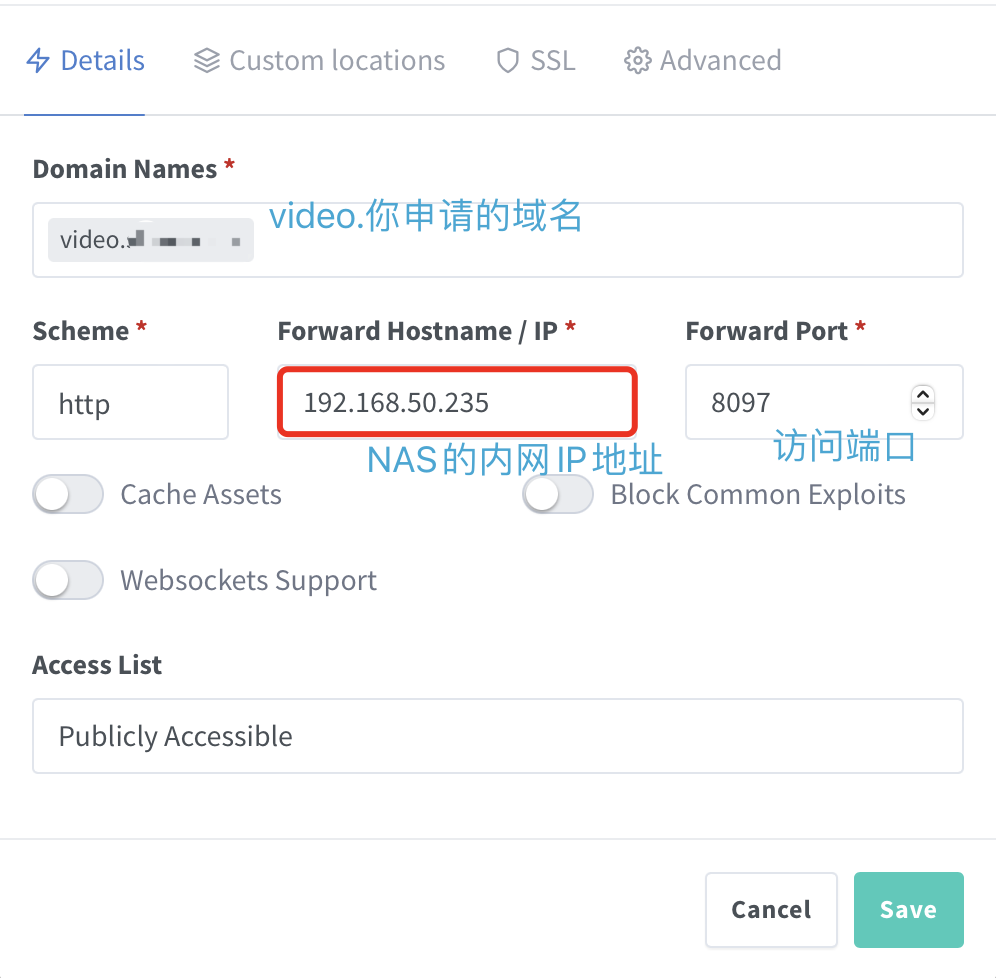 Details Custom locations SSL Advanced
Domain Names *
video.你申请的域名
video.
Scheme * Forward Hostname / IP * Forward Port *
http 192.168.50.235 8097
NAS的内网IP地址 访问端口
Cache Assets Block Common Exploits
Websockets Support
Access List
Publicly Accessible
Cancel Save